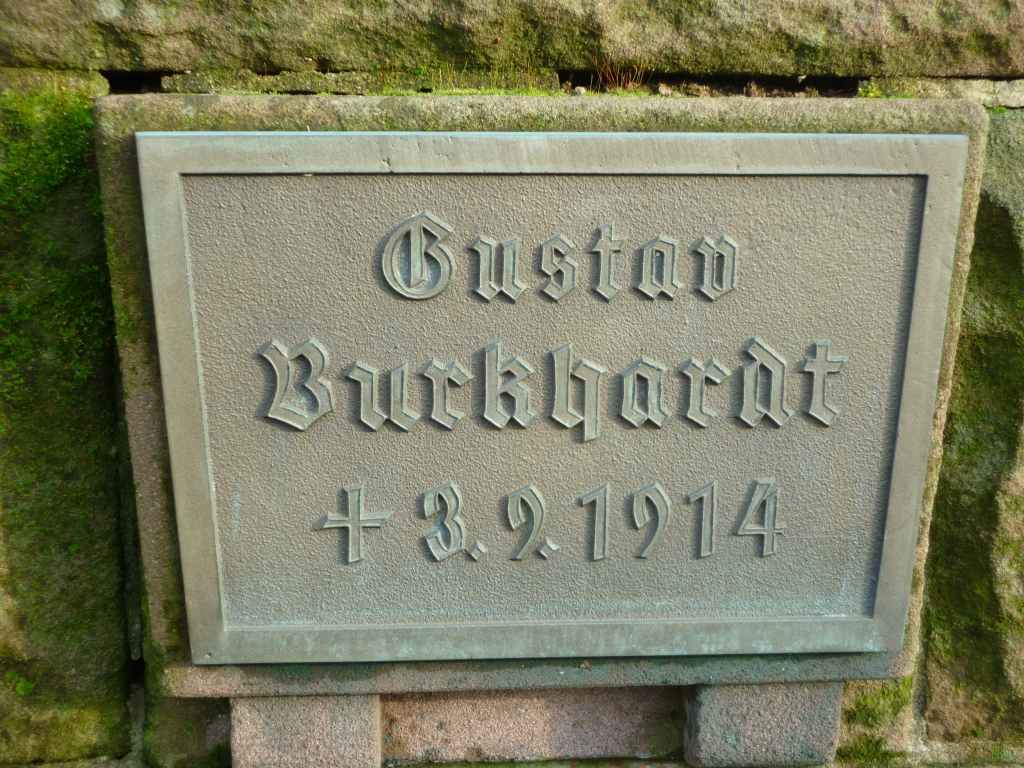 Gustav
Burkhardt
† 3.9.1914